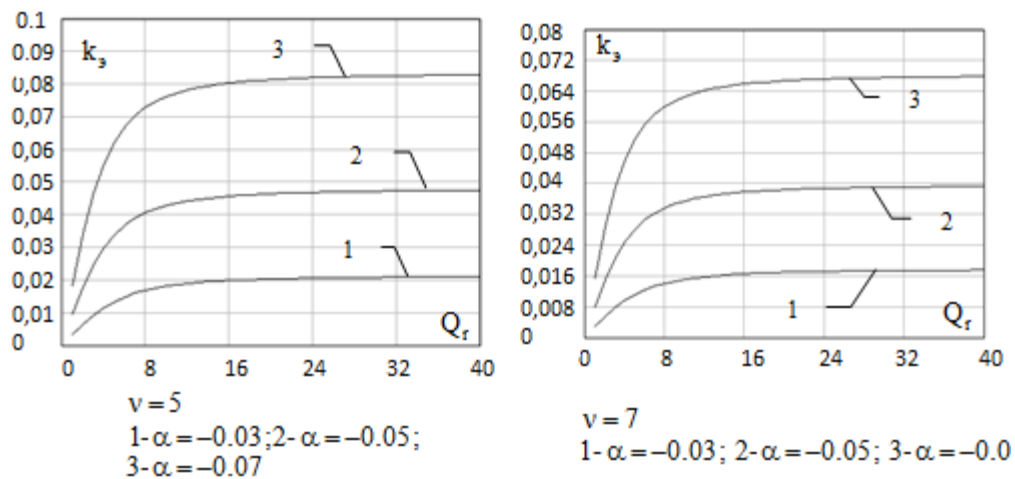 0.1
0.09
0,08
0,07
0,06
0,05
0,04
0,03
0,02
0,01
0
kэ
3
2
1
Qг
0 8 16 24 32 40
ν = 5
1- α = −0.03 ;2- α = −0.05;
3- α = −0.07
0,08
0,072
0,064
0,056
0,048
0,04
0,032
0,024
0,016
0,008
0
kэ
3
2
1
Qг
0 8 16 24 32 40
ν = 7
1- α = −0.03; 2- α = −0.05; 3- α = −0.0